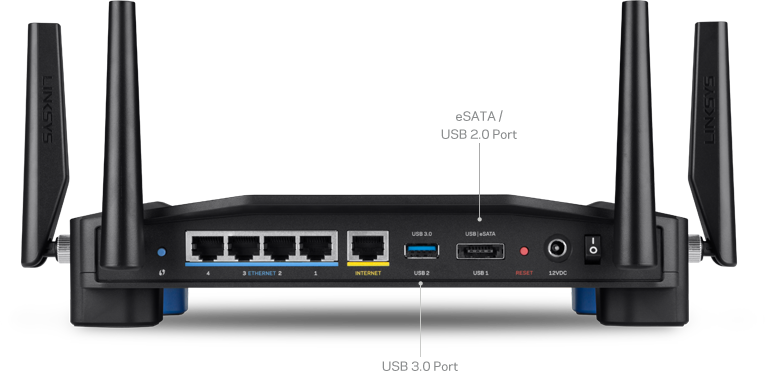 eSATA /
USB 2.0 Port
LINKSYS
LINKSYS
USB 3.0
USB | eSATA
4
3 ETHERNET 2
1
INTERNET
USB 2
USB 1
RESET
12VDC
I
O
USB 3.0 Port